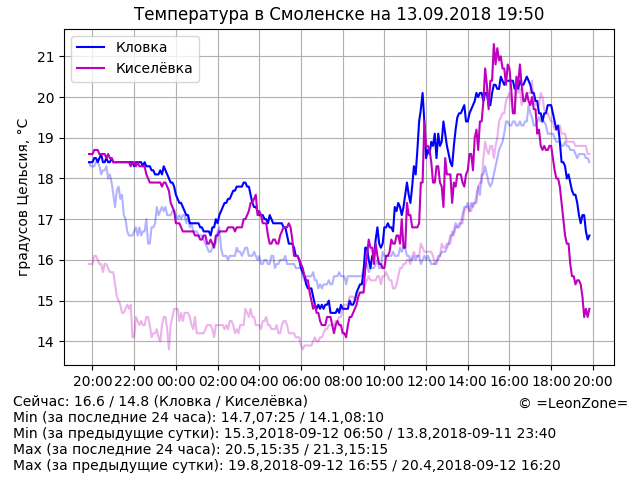 Температура в Смоленске на 13.09.2018 19:50
Кловка
Киселёвка
градусов Цельсия, °C
21
20
19
18
17
16
15
14
20:00 22:00 00:00 02:00 04:00 06:00 08:00 10:00 12:00 14:00 16:00 18:00 20:00
Сейчас: 16.6 / 14.8 (Кловка / Киселёвка)
© =LeonZone=
Min (за последние 24 часа): 14.7,07:25 / 14.1,08:10
Min (за предыдущие сутки): 15.3,2018-09-12 06:50 / 13.8,2018-09-11 23:40
Max (за последние 24 часа): 20.5,15:35 / 21.3,15:15
Max (за предыдущие сутки): 19.8,2018-09-12 16:55 / 20.4,2018-09-12 16:20